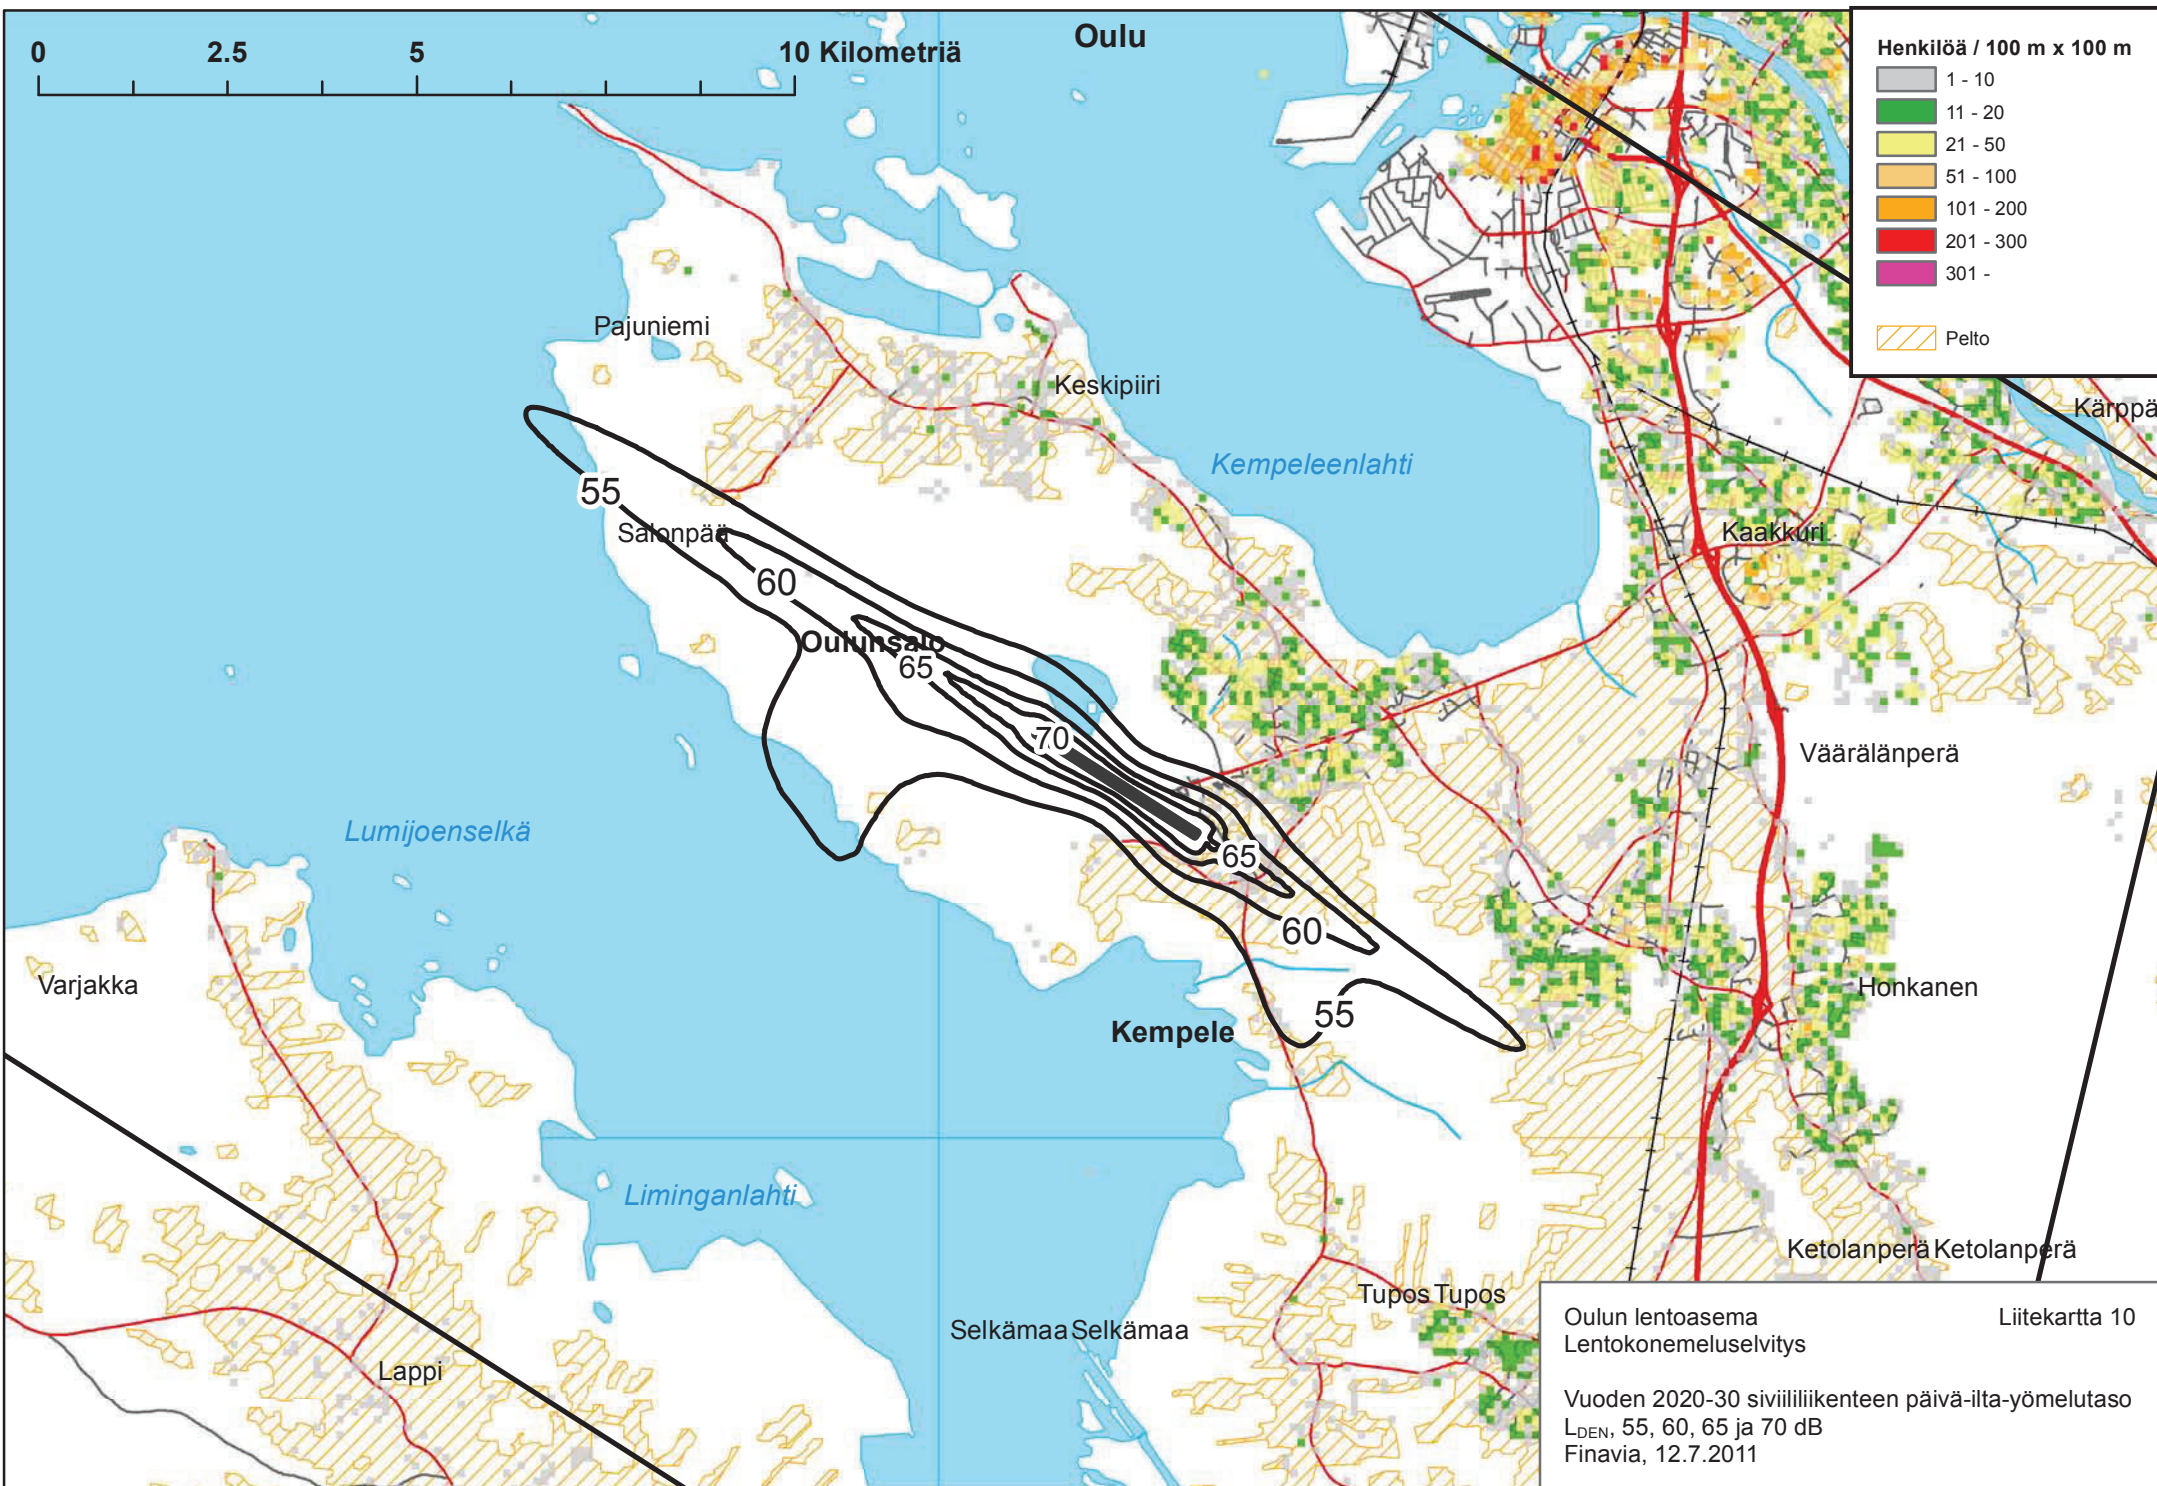 0 2.5 5 10 Kilometriä
Oulu
Henkilöä / 100 m x 100 m
1 - 10
11 - 20
21 - 50
51 - 100
101 - 200
201 - 300
301 -
Pelto
Pajuniemi
Keskipiiri
Kärppä
Kempeleenlahti
55
Salonpää
Kaakkuri
60
Oulunsalo
65
70
Väärälänperä
Lumijoenselkä
65
60
Varjakka
Honkanen
55
Kempele
Liminganlahti
Ketolanperä Ketolanperä
Tupos Tupos
Selkämaa Selkämaa
Lappi
Oulun lentoasema Liitekartta 10
Lentokonemeluselvitys
Vuoden 2020-30 siviililiikenteen päivä-ilta-yömelutaso
LDEN, 55, 60, 65 ja 70 dB
Finavia, 12.7.2011